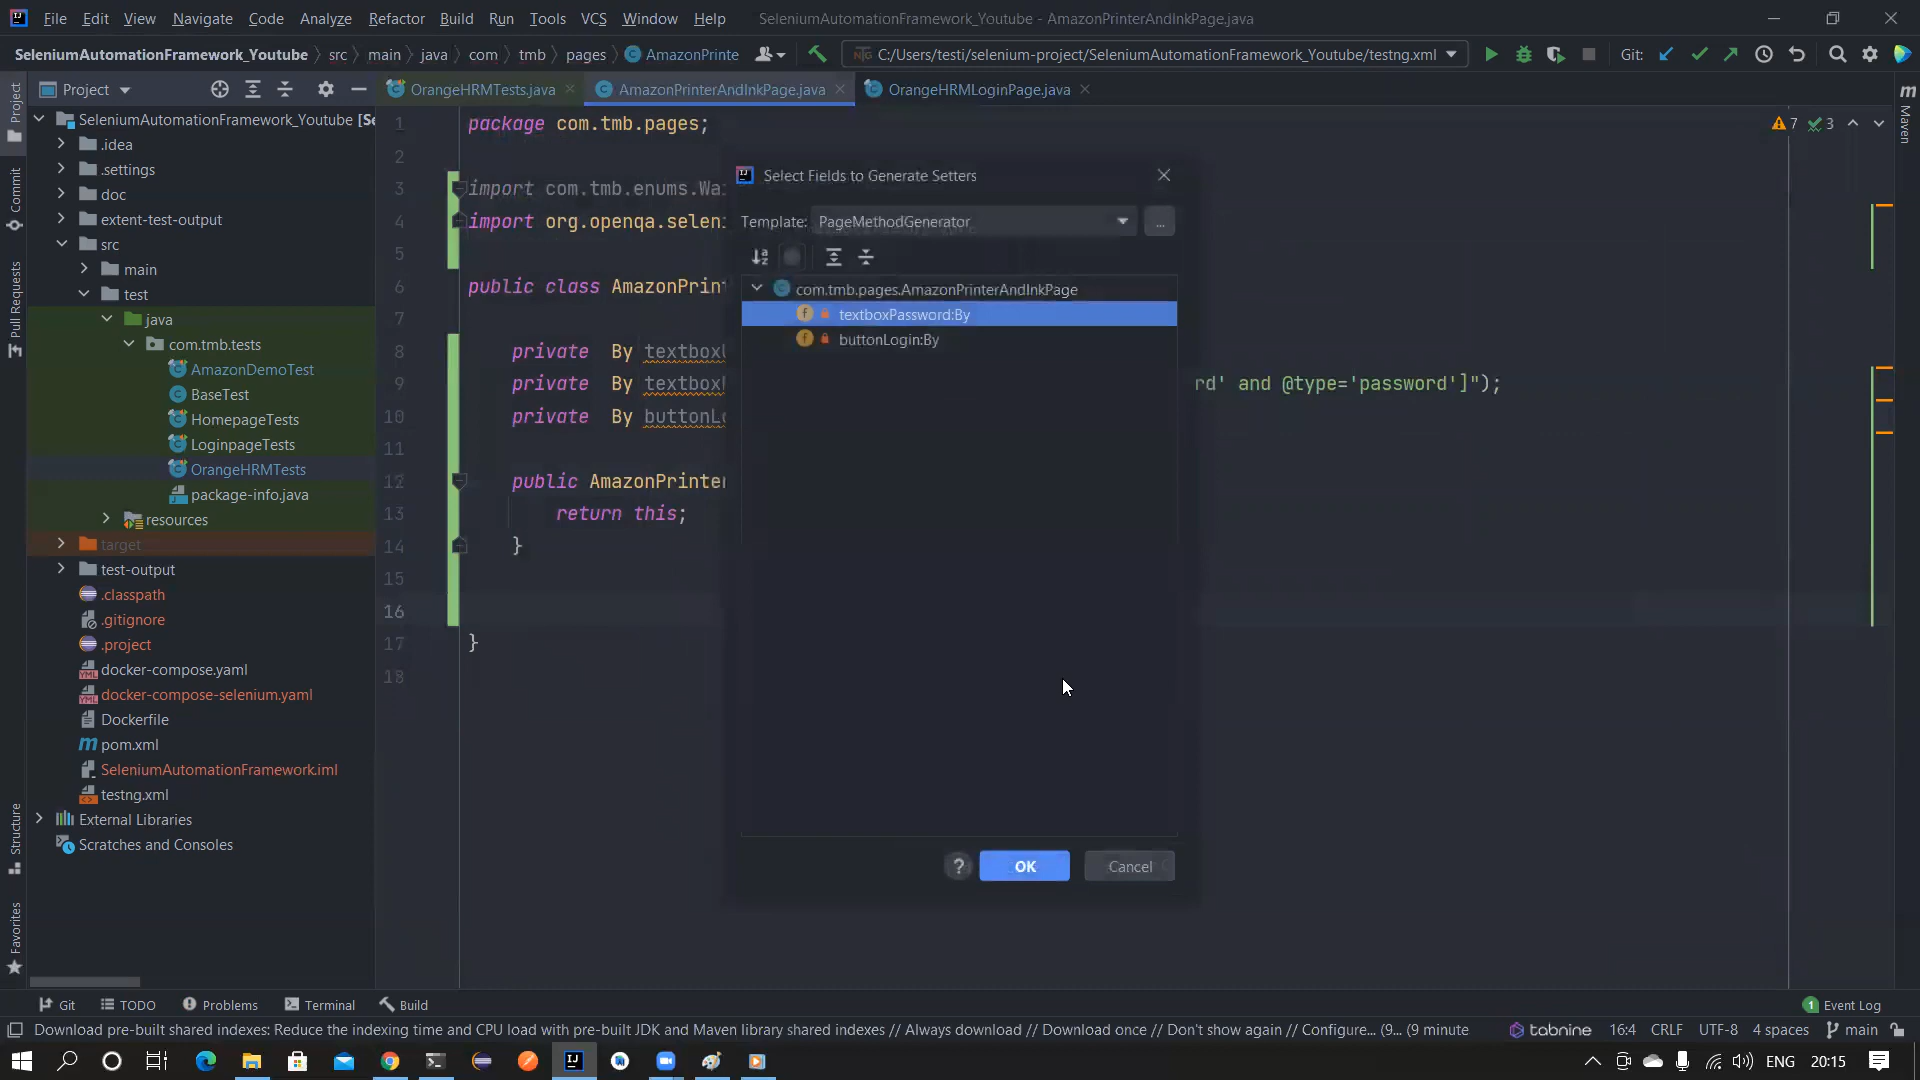 File Edit View Navigate Code Analyze Refactor Build Run Tools VCS Window Help SeleniumAutomationFramework_Youtube - AmazonPrinterAndInkPage.java
SeleniumAutomationFramework_Youtube src main java com tmb pages AmazonPrinte C:/Users/testi/selenium-project/SeleniumAutomationFramework_Youtube/testng.xml Git:
Project OrangeHRMTests.java AmazonPrinterAndInkPage.java OrangeHRMLoginPage.java
SeleniumAutomationFramework_Youtube [Se
.idea
.settings
doc
extent-test-output
src
main
test
java
com.tmb.tests
AmazonDemoTest
BaseTest
HomepageTests
LoginpageTests
OrangeHRMTests
package-info.java
resources
target
test-output
.classpath
.gitignore
.project
docker-compose.yaml
docker-compose-selenium.yaml
Dockerfile
pom.xml
SeleniumAutomationFramework.iml
testng.xml
External Libraries
Scratches and Consoles
Project
Commit
Pull Requests
Structure
Favorites
1 package com.tmb.pages;
2
3 import com.tmb.enums.Wa
4 import org.openqa.seleni
5
6 public class AmazonPrint
7
8 private By textbox
9 private By textbox rd' and @type='password']");
10 private By buttonL
11
12 public AmazonPrinter
13 return this;
14 }
15
16
17 }
18
7 3
Maven
Select Fields to Generate Setters
Template: PageMethodGenerator ...
com.tmb.pages.AmazonPrinterAndInkPage
textboxPassword:By
buttonLogin:By
? OK Cancel
Git TODO Problems Terminal Build 1 Event Log
Download pre-built shared indexes: Reduce the indexing time and CPU load with pre-built JDK and Maven library shared indexes // Always download // Download once // Don't show again // Configure... (9... (9 minute tabnine 16:4 CRLF UTF-8 4 spaces main
ENG 20:15